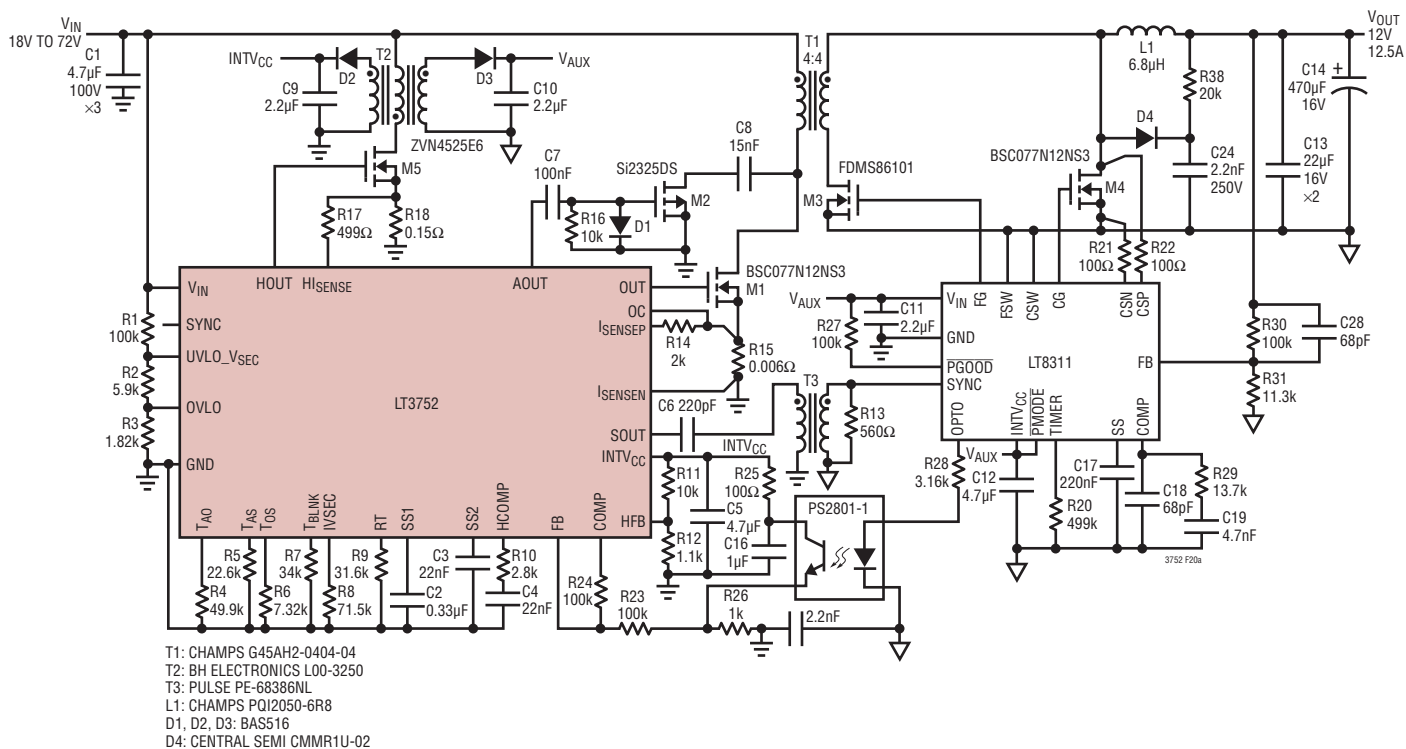 VIN
18V TO 72V
C1
4.7µF
100V
×3
INTVCC
D2
T2
D3
VAUX
C9
2.2µF
C10
2.2µF
ZVN4525E6
M5
R17
499Ω
R18
0.15Ω
C7
100nF
R16
10k
D1
Si2325DS
M2
C8
15nF
T1
4:4
FDMS86101
M3
BSC077N12NS3
M1
BSC077N12NS3
M4
L1
6.8µH
R38
20k
D4
C24
2.2nF
250V
VOUT
12V
12.5A
C14
+
470µF
16V
C13
22µF
16V
×2
R21
100Ω
R22
100Ω
VIN
SYNC
UVLO_VSEC
OVLO
GND
HOUT
HISENSE
AOUT
OUT
OC
ISENSEP
ISENSEN
SOUT
INTVCC
HFB
LT3752
TAO
TAS
TOS
TBLNK
IVSEC
RT
SS1
SS2
HCOMP
FB
COMP
R1
100k
R2
5.9k
R3
1.82k
R14
2k
R15
0.006Ω
C6 220pF
T3
R13
560Ω
INTVCC
R11
10k
R12
1.1k
C5
4.7µF
R25
100Ω
C16
1µF
PS2801-1
R5
22.6k
R4
49.9k
R6
7.32k
R7
34k
R8
71.5k
R9
31.6k
C2
0.33µF
C3
22nF
R10
2.8k
C4
22nF
R24
100k
R23
100k
R26
1k
2.2nF
VAUX
R27
100k
C11
2.2µF
FG
FSW
CSW
CG
CSN
CSP
VIN
GND
PGOOD
SYNC
LT8311
FB
OPTO
INTVCC
PMODE
TIMER
SS
COMP
R30
100k
C28
68pF
R31
11.3k
R28
3.16k
VAUX
C12
4.7µF
R20
499k
C17
220nF
C18
68pF
R29
13.7k
C19
4.7nF
3752 F20a
T1: CHAMPS G45AH2-0404-04
T2: BH ELECTRONICS L00-3250
T3: PULSE PE-68386NL
L1: CHAMPS PQI2050-6R8
D1, D2, D3: BAS516
D4: CENTRAL SEMI CMMR1U-02